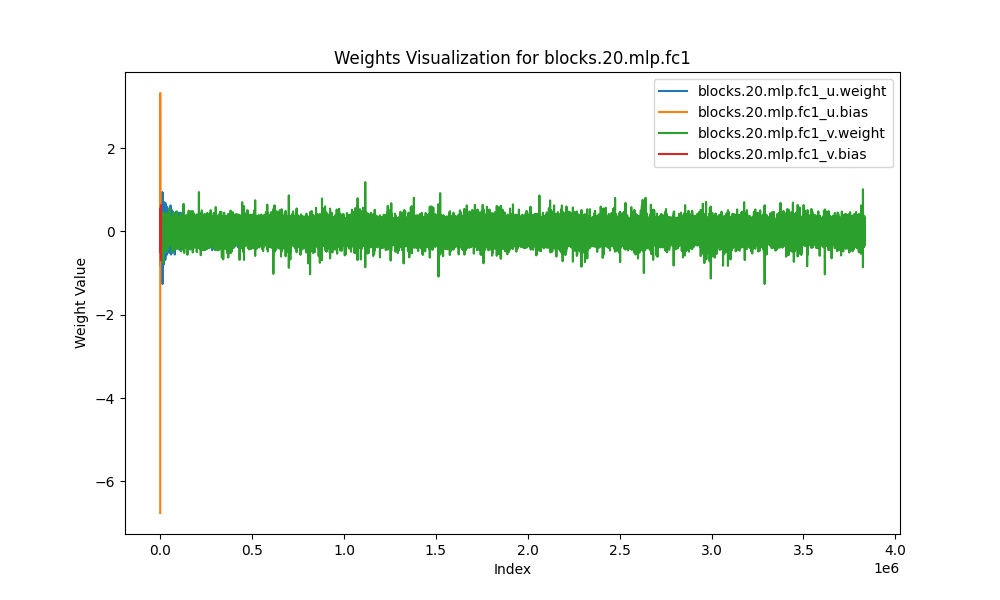 Weights Visualization for blocks.20.mlp.fc1
blocks.20.mlp.fc1_u.weight
blocks.20.mlp.fc1_u.bias
blocks.20.mlp.fc1_v.weight
blocks.20.mlp.fc1_v.bias
Weight Value
2
0
−2
−4
−6
0.0 0.5 1.0 1.5 2.0 2.5 3.0 3.5 4.0
1e6
Index